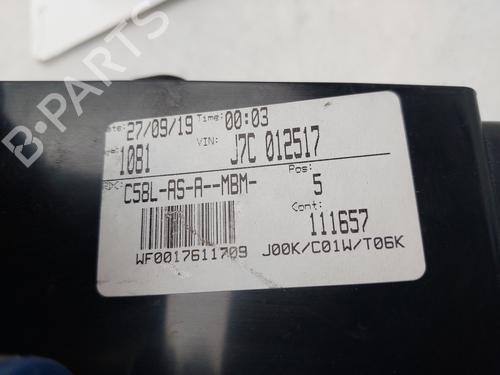 B-PARTS
Date: 27/09/19 Time: 00:03
1081 VIN: J7C 012517
C58L-AS-A--MBM- Pos: 5
Cont: 111657
WF0017611709 J00K/C01W/T06K